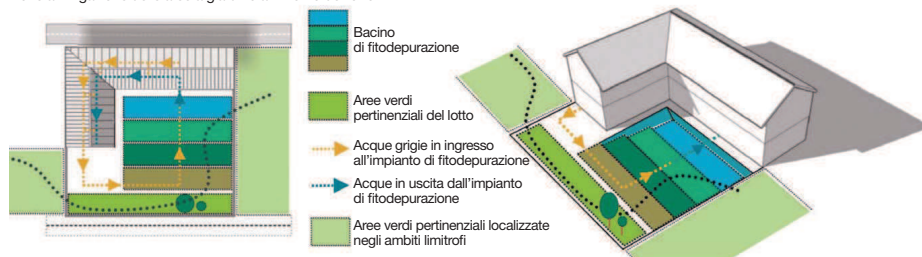 Bacino
di fitodepurazione
Aree verdi
pertinenziali del lotto
Acque grigie in ingresso
all'impianto di fitodepurazione
Acque in uscita dall'impianto
di fitodepurazione
Aree verdi pertinenziali localizzate
negli ambiti limitrofi